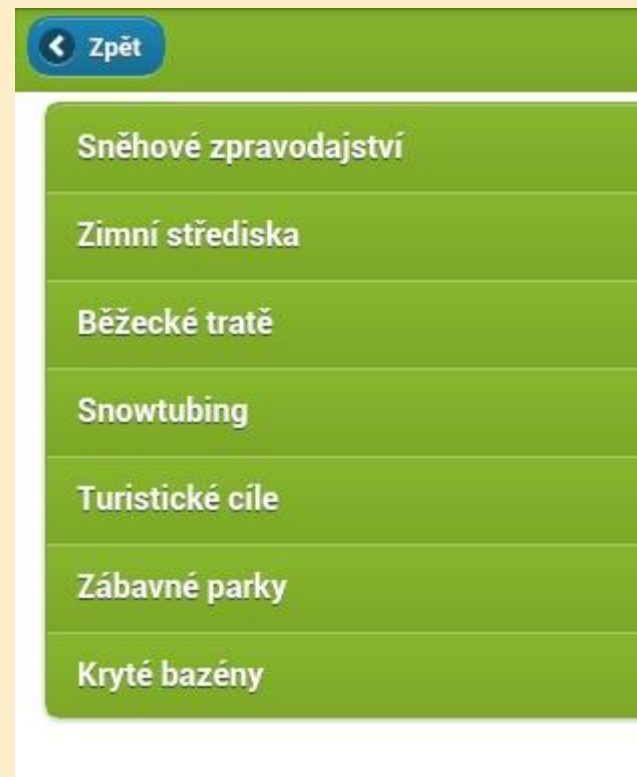 Zpět
Sněhové zpravodajství
Zimní střediska
Běžecké tratě
Snowtubing
Turistické cíle
Zábavné parky
Kryté bazény